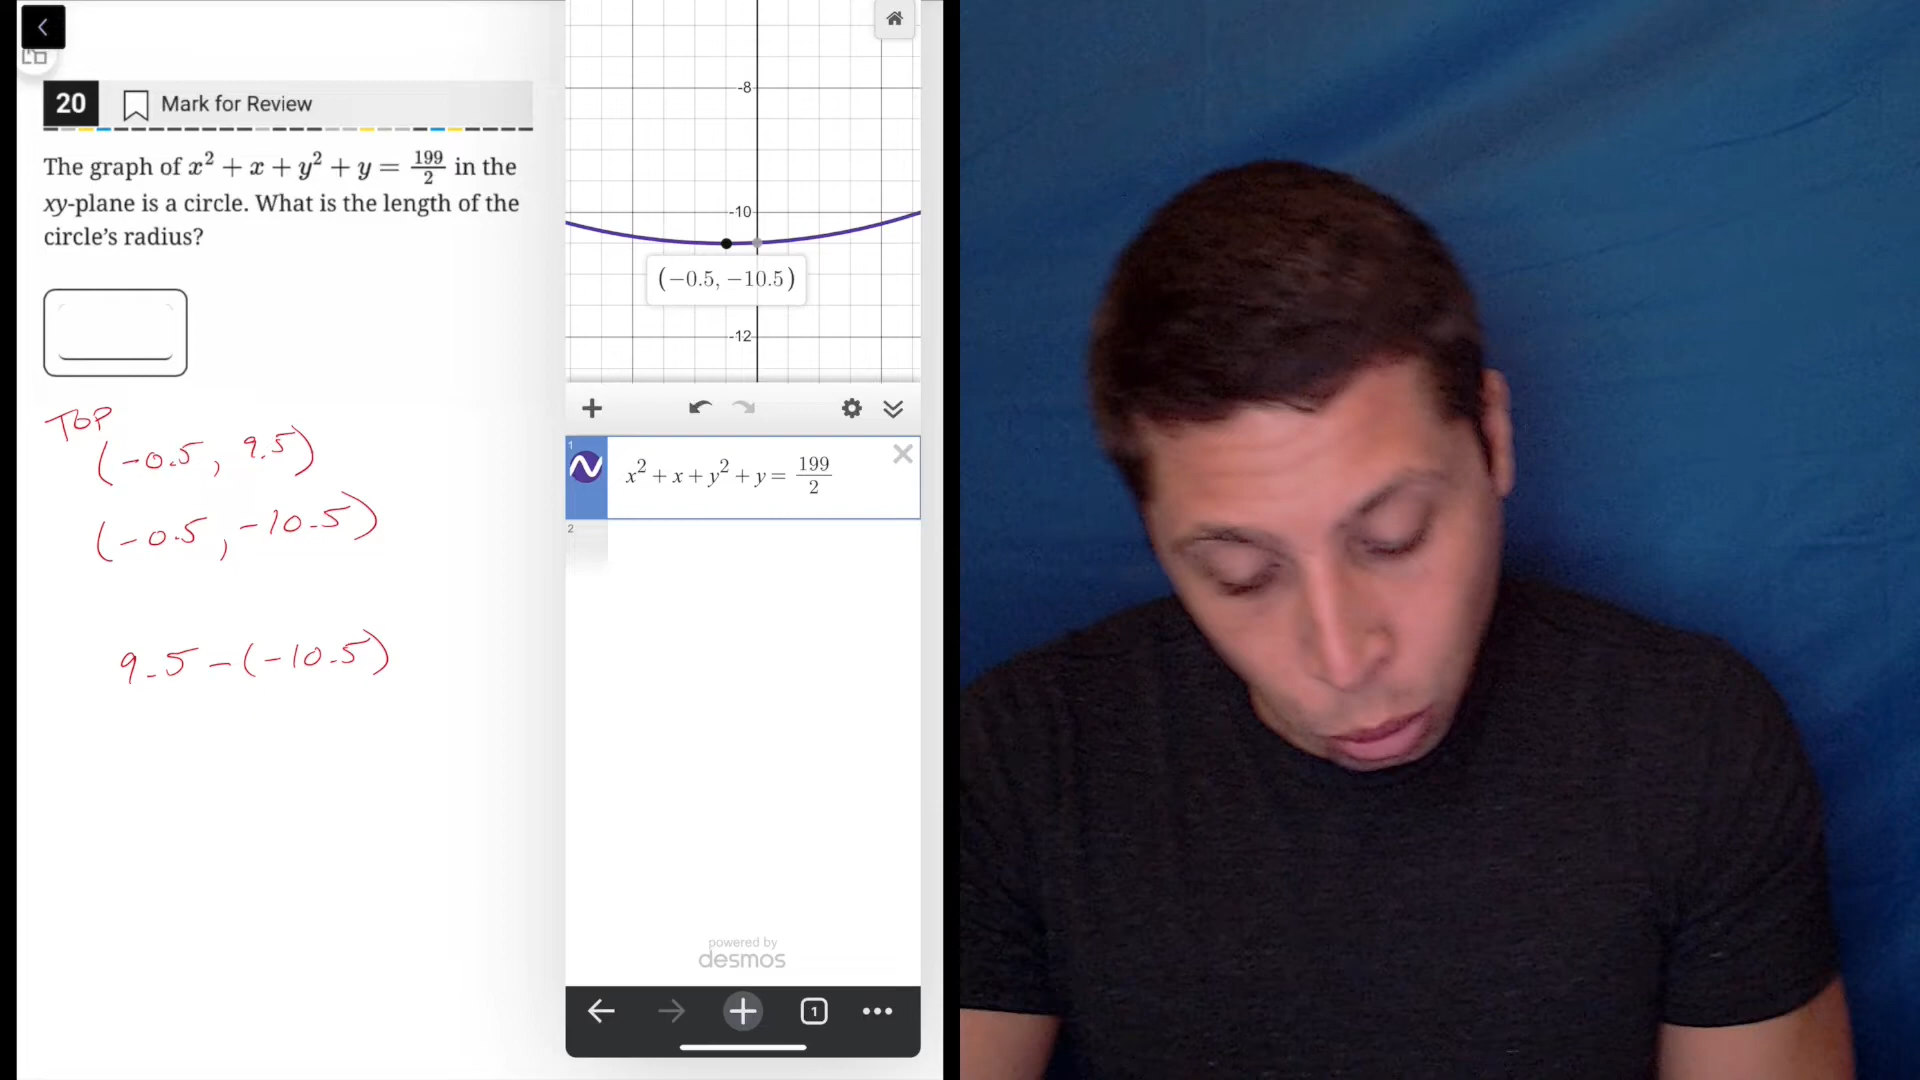 20 Mark for Review
The graph of x² + x + y² + y = 199/2 in the
xy-plane is a circle. What is the length of the
circle's radius?
TOP
(-0.5, 9.5)
(-0.5, -10.5)
9.5-(-10.5)
-8
-10
(−0.5, −10.5)
-12
1
x² + x + y² + y = 199/2
2
powered by
desmos
1